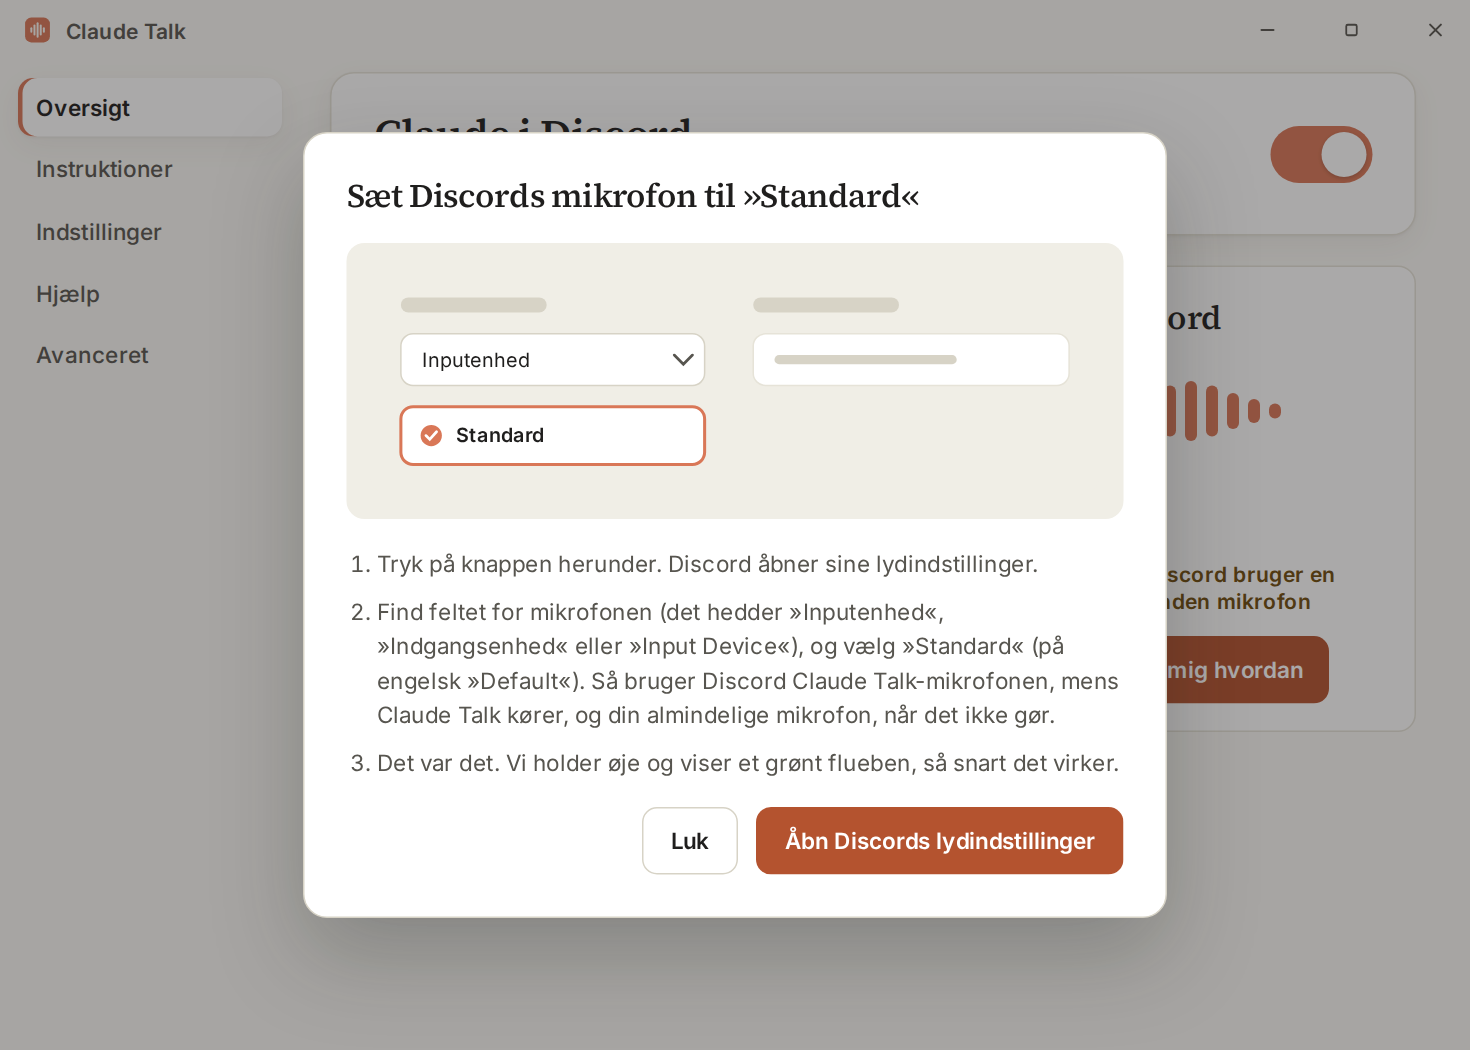 Claude Talk
Oversigt
Instruktioner
Indstillinger
Hjælp
Avanceret
Claude i Discord
Sæt Discords mikrofon til »Standard«
Inputenhed
Standard
1. Tryk på knappen herunder. Discord åbner sine lydindstillinger.
2. Find feltet for mikrofonen (det hedder »Inputenhed«,
»Indgangsenhed« eller »Input Device«), og vælg »Standard« (på
engelsk »Default«). Så bruger Discord Claude Talk-mikrofonen, mens
Claude Talk kører, og din almindelige mikrofon, når det ikke gør.
3. Det var det. Vi holder øje og viser et grønt flueben, så snart det virker.
Luk
Åbn Discords lydindstillinger
ord
scord bruger en
nden mikrofon
mig hvordan